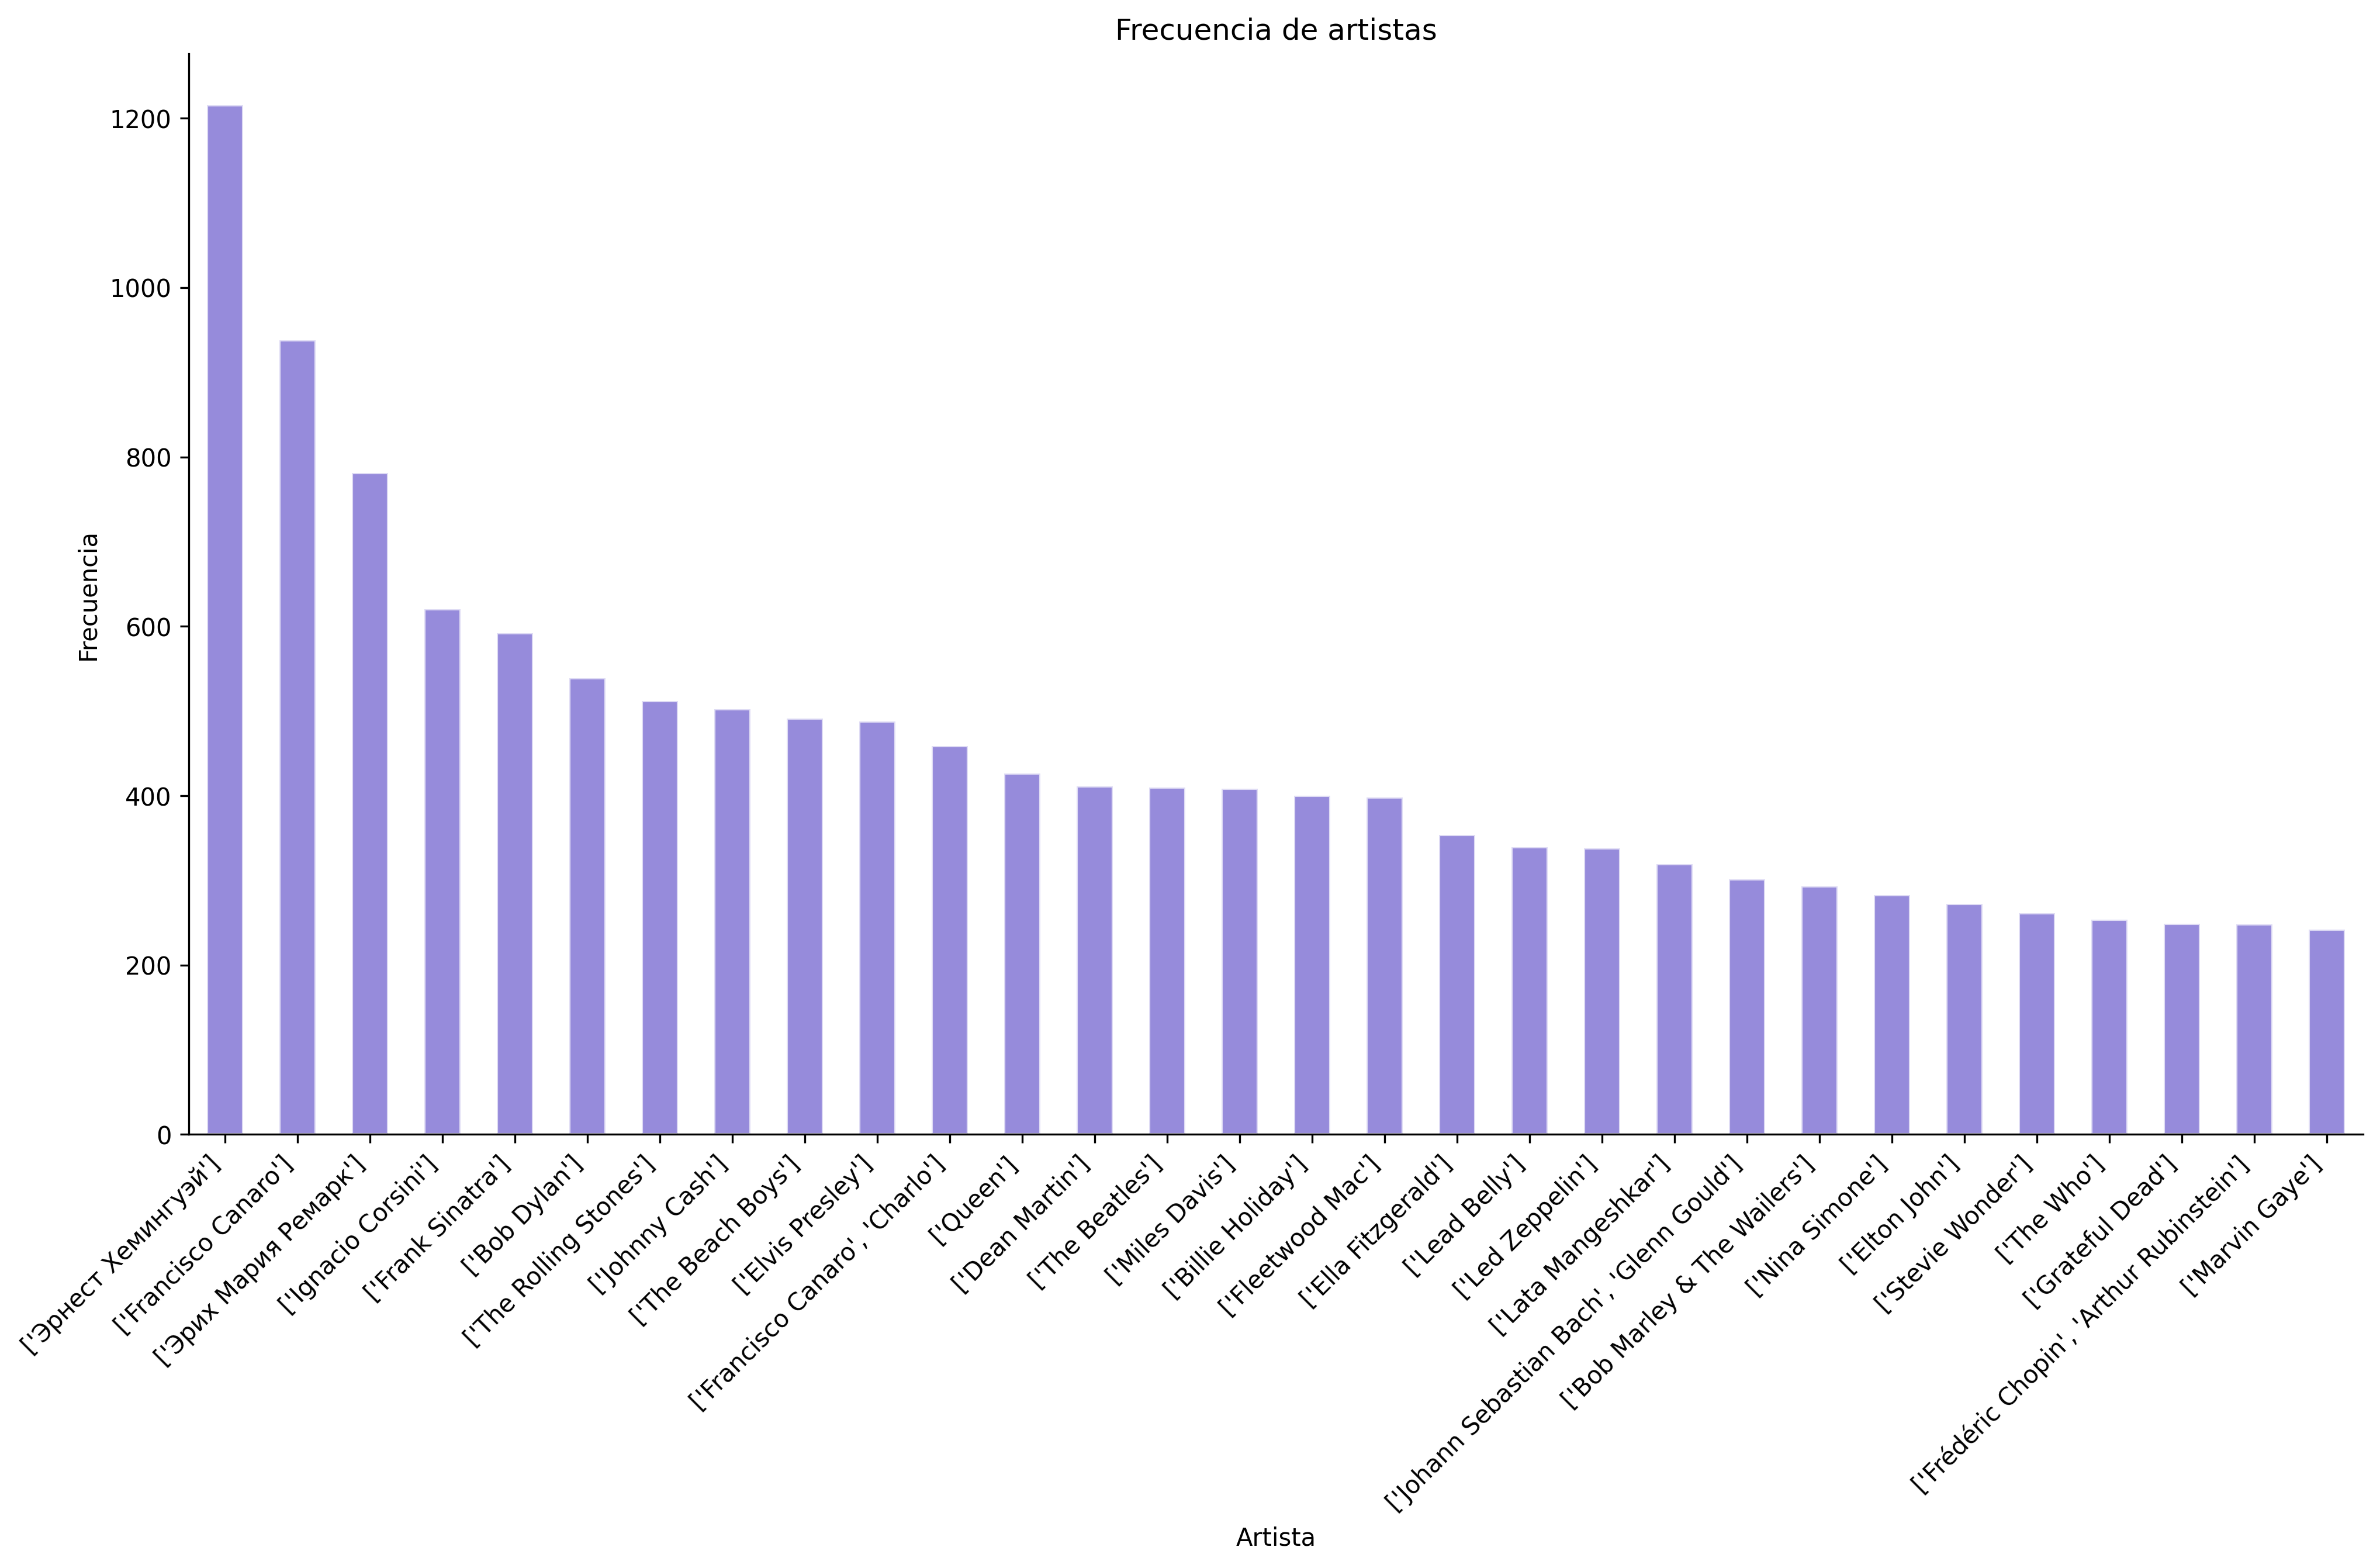 Frecuencia de artistas
Frecuencia
1200
1000
800
600
400
200
0
['Эрнест Хемингуэй']
['Francisco Canaro']
['Эрих Мария Ремарк']
['Ignacio Corsini']
['Frank Sinatra']
['Bob Dylan']
['The Rolling Stones']
['Johnny Cash']
['The Beach Boys']
['Elvis Presley']
['Francisco Canaro', 'Charlo']
['Queen']
['Dean Martin']
['The Beatles']
['Miles Davis']
['Billie Holiday']
['Fleetwood Mac']
['Ella Fitzgerald']
['Lead Belly']
['Led Zeppelin']
['Lata Mangeshkar']
['Johann Sebastian Bach', 'Glenn Gould']
['Bob Marley & The Wailers']
['Nina Simone']
['Elton John']
['Stevie Wonder']
['The Who']
['Grateful Dead']
['Frédéric Chopin', 'Arthur Rubinstein']
['Marvin Gaye']
Artista